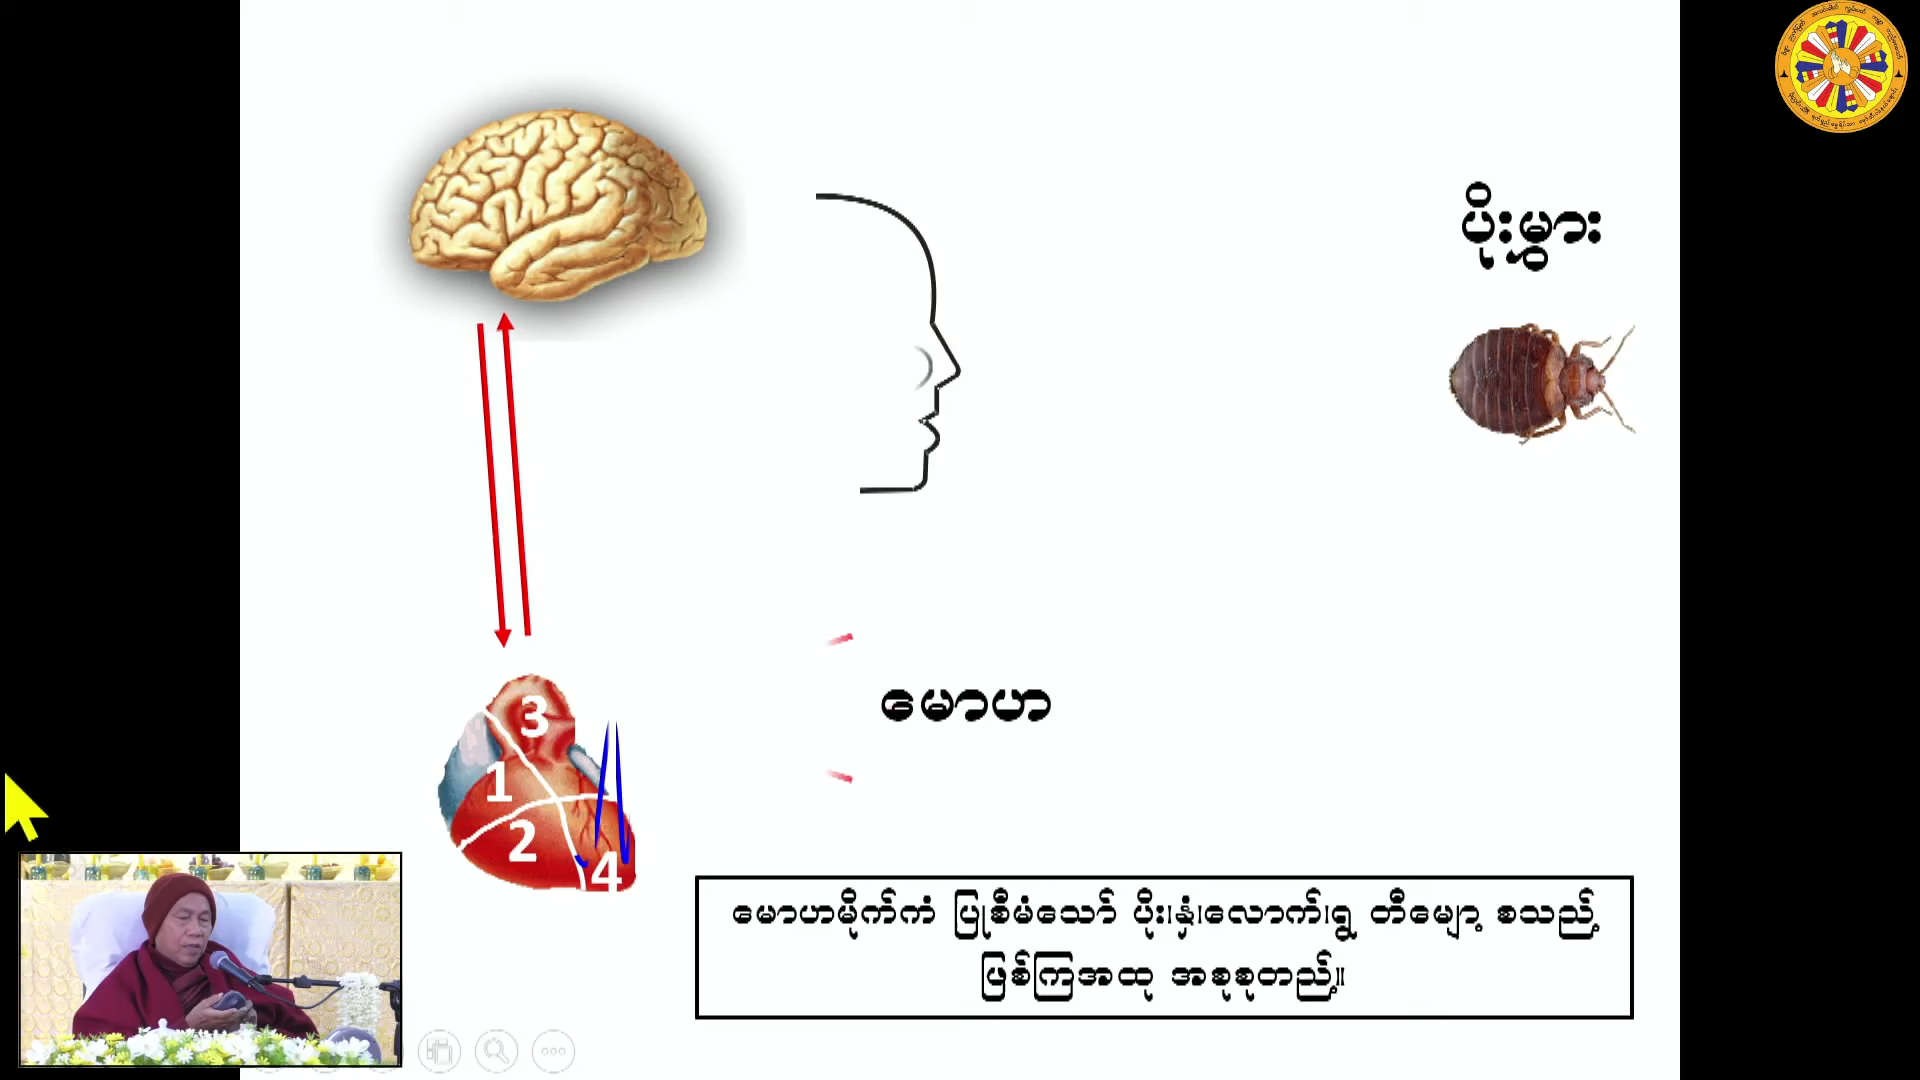 ပိုးမွှား
3
1
2
4
မောဟ
မောဟမိုက်ကံ ပြုစီမံသော် ပိုး၊နှံ၊လောက်၊ရွ တီမျော့ စသည့်
ဖြစ်ကြအထု အစုစုတည့်။